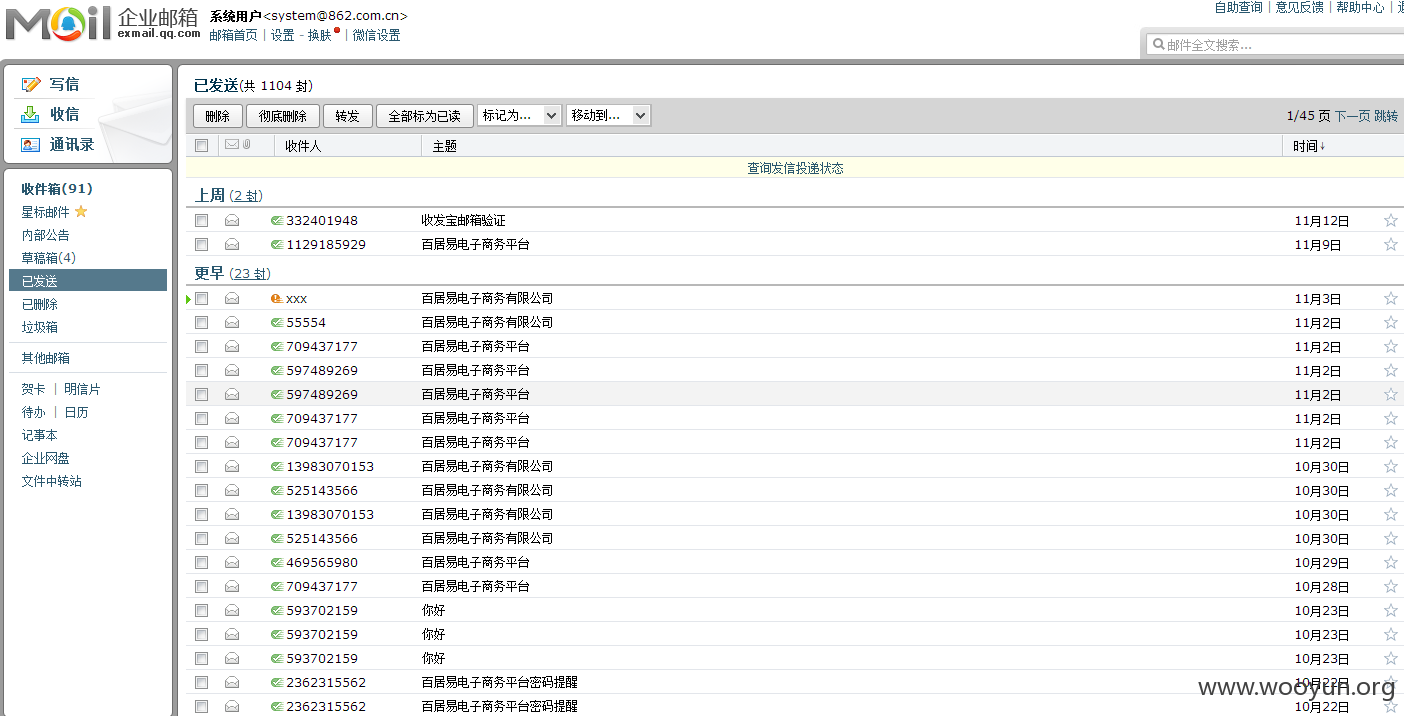 Mail 企业邮箱 exmail.qq.com
系统用户<system@862.com.cn>
邮箱首页 | 设置 - 换肤 | 微信设置
自助查询 | 意见反馈 | 帮助中心 |
邮件全文搜索...
写信
收信
通讯录
收件箱(91)
星标邮件
内部公告
草稿箱(4)
已发送
已删除
垃圾箱
其他邮箱
贺卡 | 明信片
待办 | 日历
记事本
企业网盘
文件中转站
已发送(共 1104 封)
删除 彻底删除 转发 全部标为已读 标记为... 移动到... 1/45 页 下一页 跳转
收件人 主题 时间↓
查询发信投递状态
上周 (2 封)
332401948 收发宝邮箱验证 11月12日
1129185929 百居易电子商务平台 11月9日
更早 (23 封)
xxx 百居易电子商务有限公司 11月3日
55554 百居易电子商务有限公司 11月2日
709437177 百居易电子商务平台 11月2日
597489269 百居易电子商务平台 11月2日
597489269 百居易电子商务平台 11月2日
709437177 百居易电子商务平台 11月2日
709437177 百居易电子商务平台 11月2日
13983070153 百居易电子商务有限公司 10月30日
525143566 百居易电子商务有限公司 10月30日
13983070153 百居易电子商务有限公司 10月30日
525143566 百居易电子商务有限公司 10月30日
469565980 百居易电子商务平台 10月29日
709437177 百居易电子商务平台 10月28日
593702159 你好 10月23日
593702159 你好 10月23日
593702159 你好 10月23日
2362315562 百居易电子商务平台密码提醒 10月22日
2362315562 百居易电子商务平台密码提醒 10月22日
www.wooyun.org